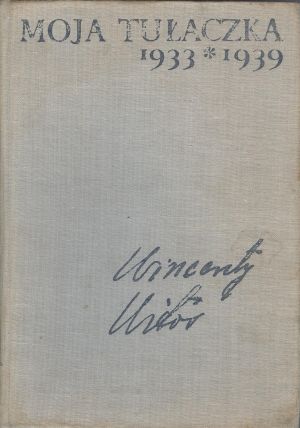 MOJA TUŁACZKA
1933 * 1939
Wincenty
Witos